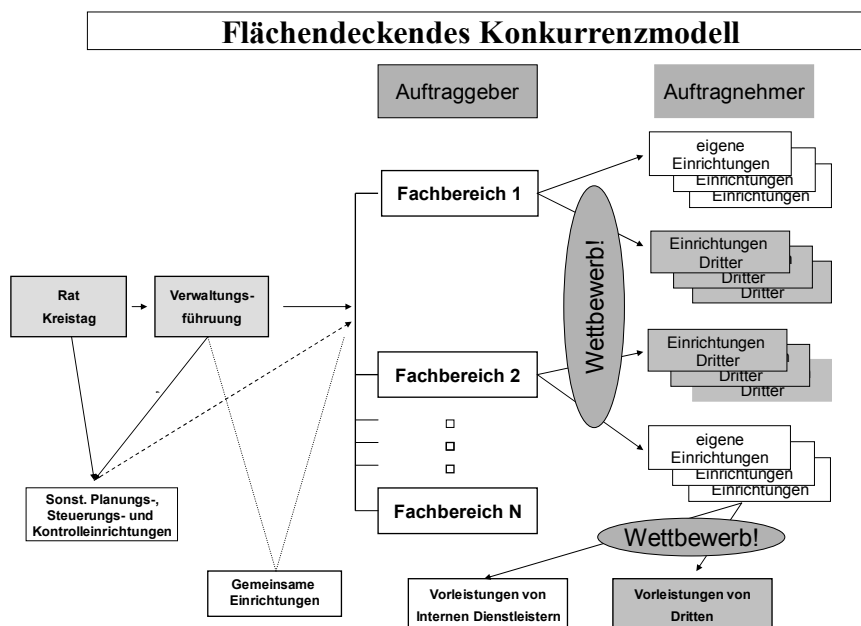 Flächendeckendes Konkurrenzmodell
Auftraggeber
Auftragnehmer
eigene
Einrichtungen
Einrichtungen
Einrichtungen
Fachbereich 1
Einrichtungen
Dritter
Dritter
Dritter
Wettbewerb!
Rat
Kreistag
Verwaltungs-
führuung
Einrichtungen
Dritter
Dritter
Dritter
Fachbereich 2
eigene
Einrichtungen
Einrichtungen
Einrichtungen
Sonst. Planungs-,
Steuerungs- und
Kontrolleinrichtungen
Fachbereich N
Wettbewerb!
Gemeinsame
Einrichtungen
Vorleistungen von
Internen Dienstleistern
Vorleistungen von
Dritten